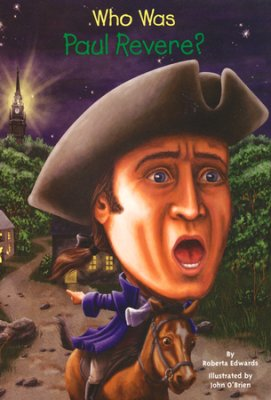 Who Was
Paul Revere?
By
Roberta Edwards
Illustrated by
John O'Brien